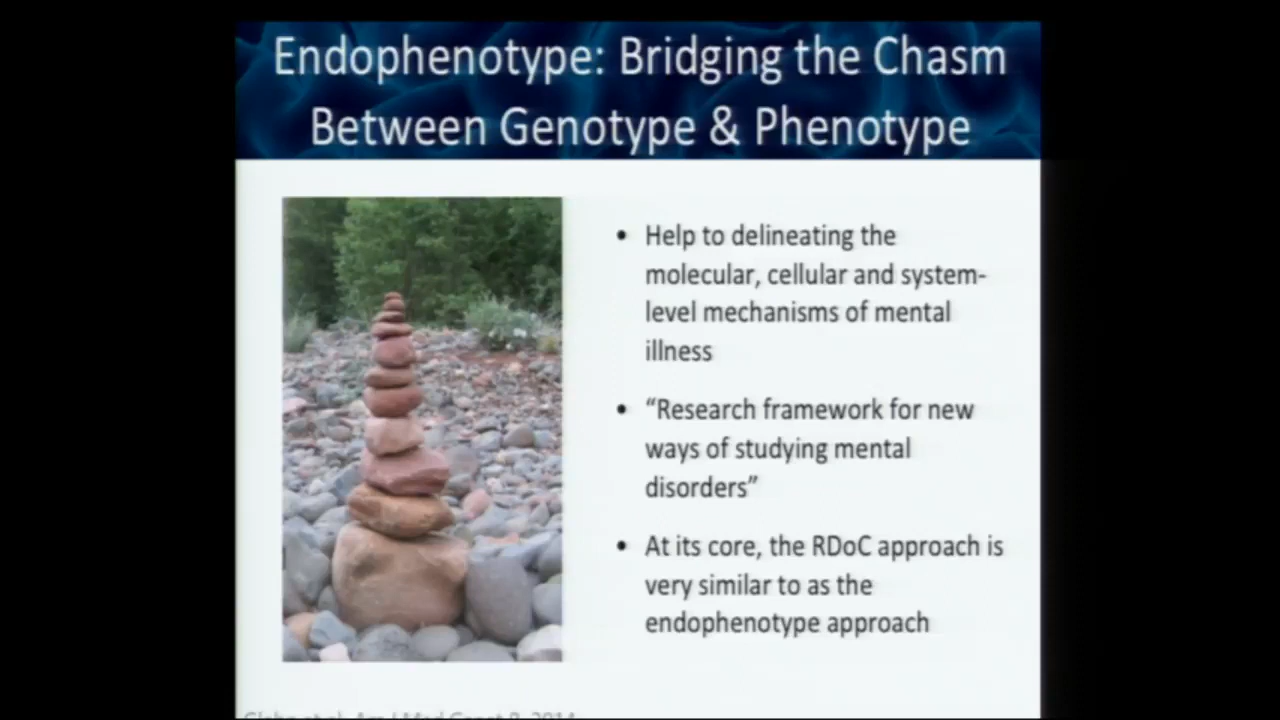 Endophenotype: Bridging the Chasm
Between Genotype & Phenotype
• Help to delineating the
molecular, cellular and system-
level mechanisms of mental
illness
• “Research framework for new
ways of studying mental
disorders”
• At its core, the RDoC approach is
very similar to as the
endophenotype approach